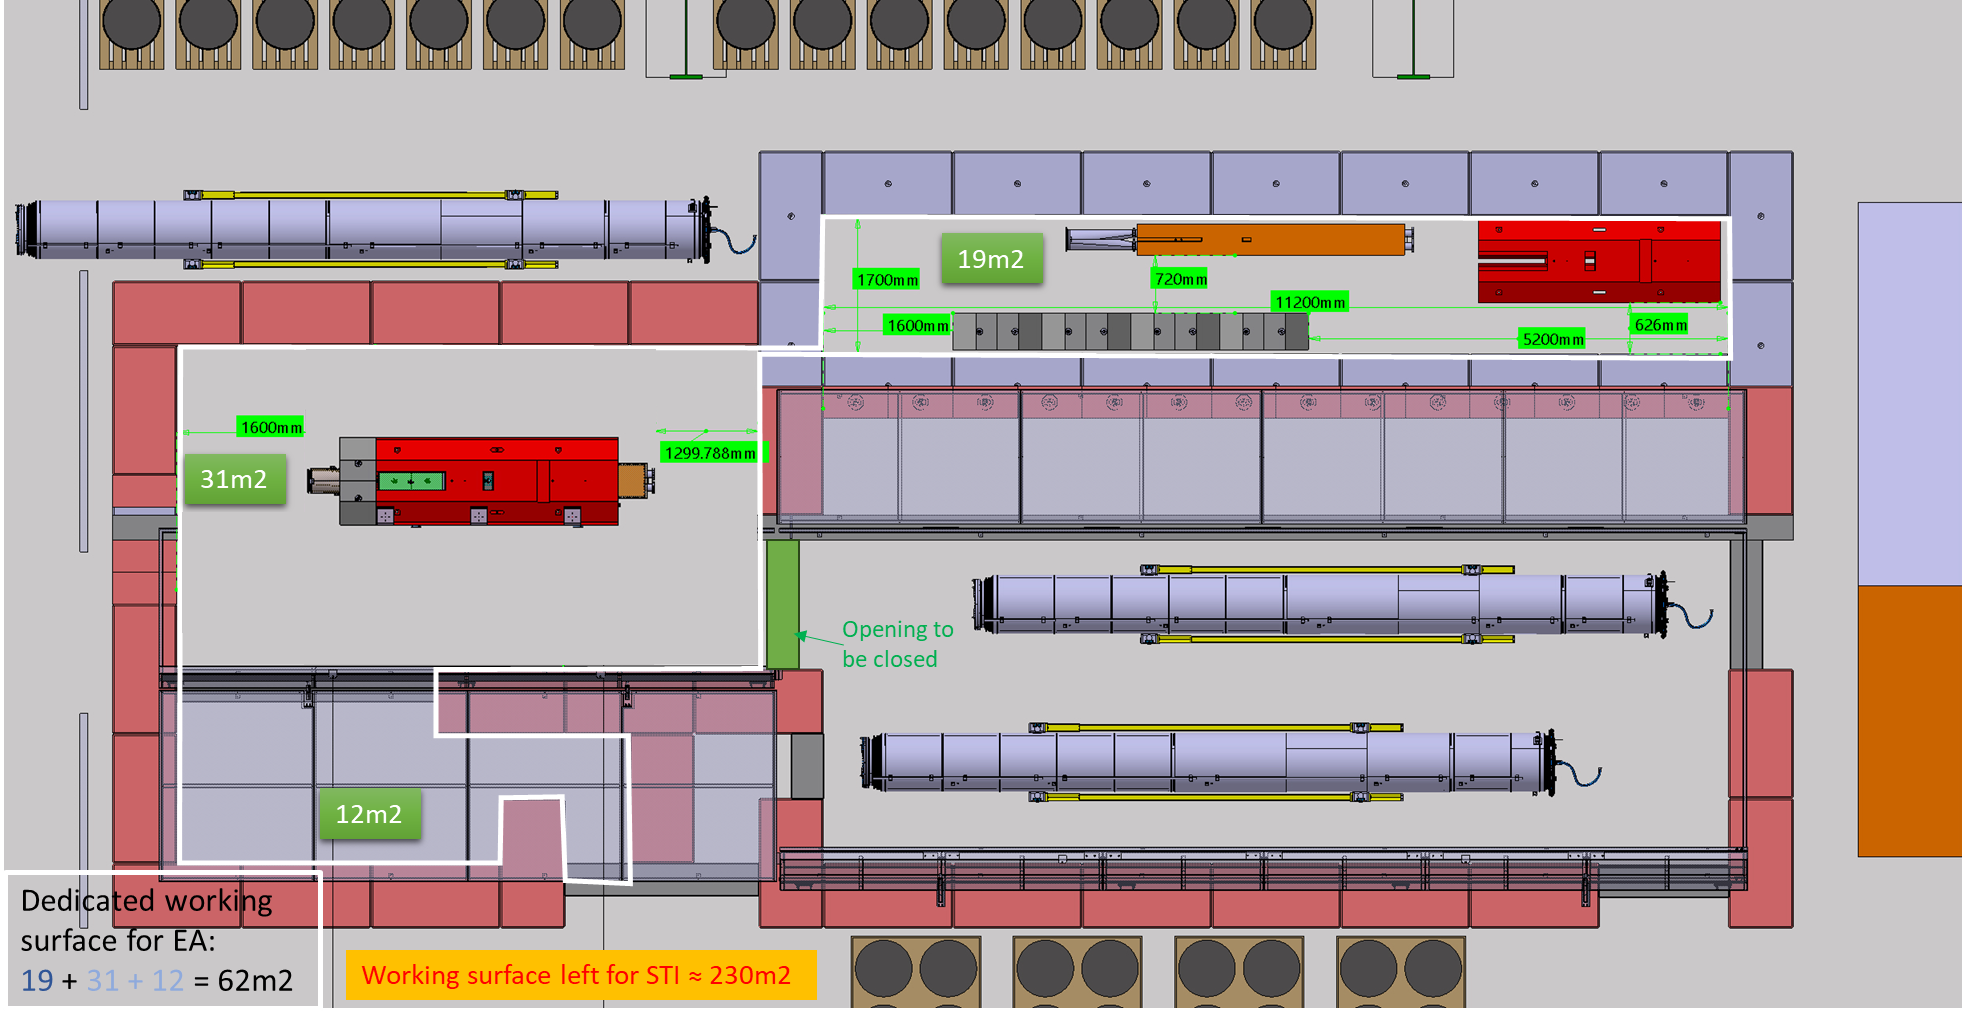 19m2
1700mm
720mm
11200mm
1600mm
626mm
5200mm
1600mm
1299.788mm
31m2
Opening to
be closed
12m2
Dedicated working
surface for EA:
19 + 31 + 12 = 62m2
Working surface left for STI ≈ 230m2